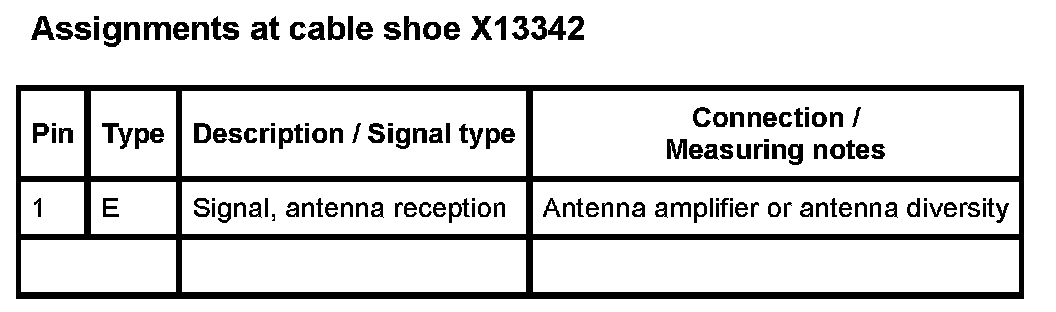 Assignments at cable shoe X13342
Pin Type Description / Signal type Connection /
Measuring notes
1 E Signal, antenna reception Antenna amplifier or antenna diversity